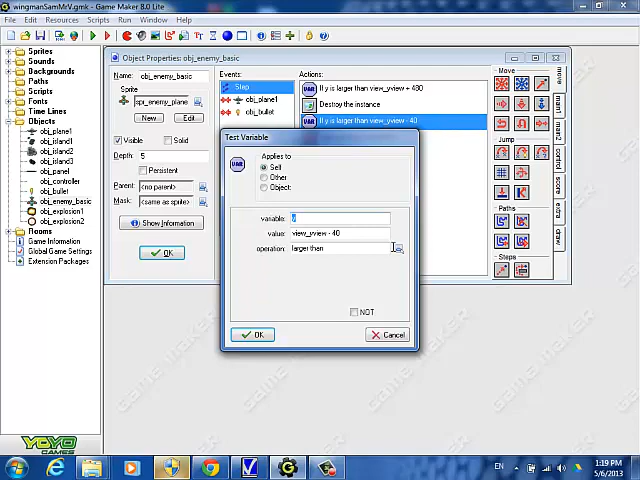 wingmanSamMrV.gmk - Game Maker 8.0 Lite
File Edit Resources Scripts Run Window Help
Sprites
Sounds
Backgrounds
Paths
Scripts
Fonts
Time Lines
Objects
obj_plane1
obj_island1
obj_island2
obj_island3
obj_panel
obj_controller
obj_bullet
obj_enemy_basic
obj_explosion1
obj_explosion2
Rooms
Game Information
Global Game Settings
Extension Packages
YOYO
GAMES
Object Properties: obj_enemy_basic
Name: obj_enemy_basic
Sprite
spr_enemy_plane
New Edit
Visible Solid
Depth: 5
Persistent
Parent: <no parent>
Mask: <same as sprite>
Show Information
OK
Events:
Step
obj_plane1
obj_bullet
Actions:
If y is larger than view_yview + 480
Destroy the instance
If y is larger than view_yview - 40
Move
Jump
Paths
Steps
move
main1
main2
control
score
extra
draw
Test Variable
Applies to
Self
Other
Object:
variable: y
value: view_yview - 40
operation: larger than
NOT
OK Cancel
EN
1:19 PM
5/6/2013